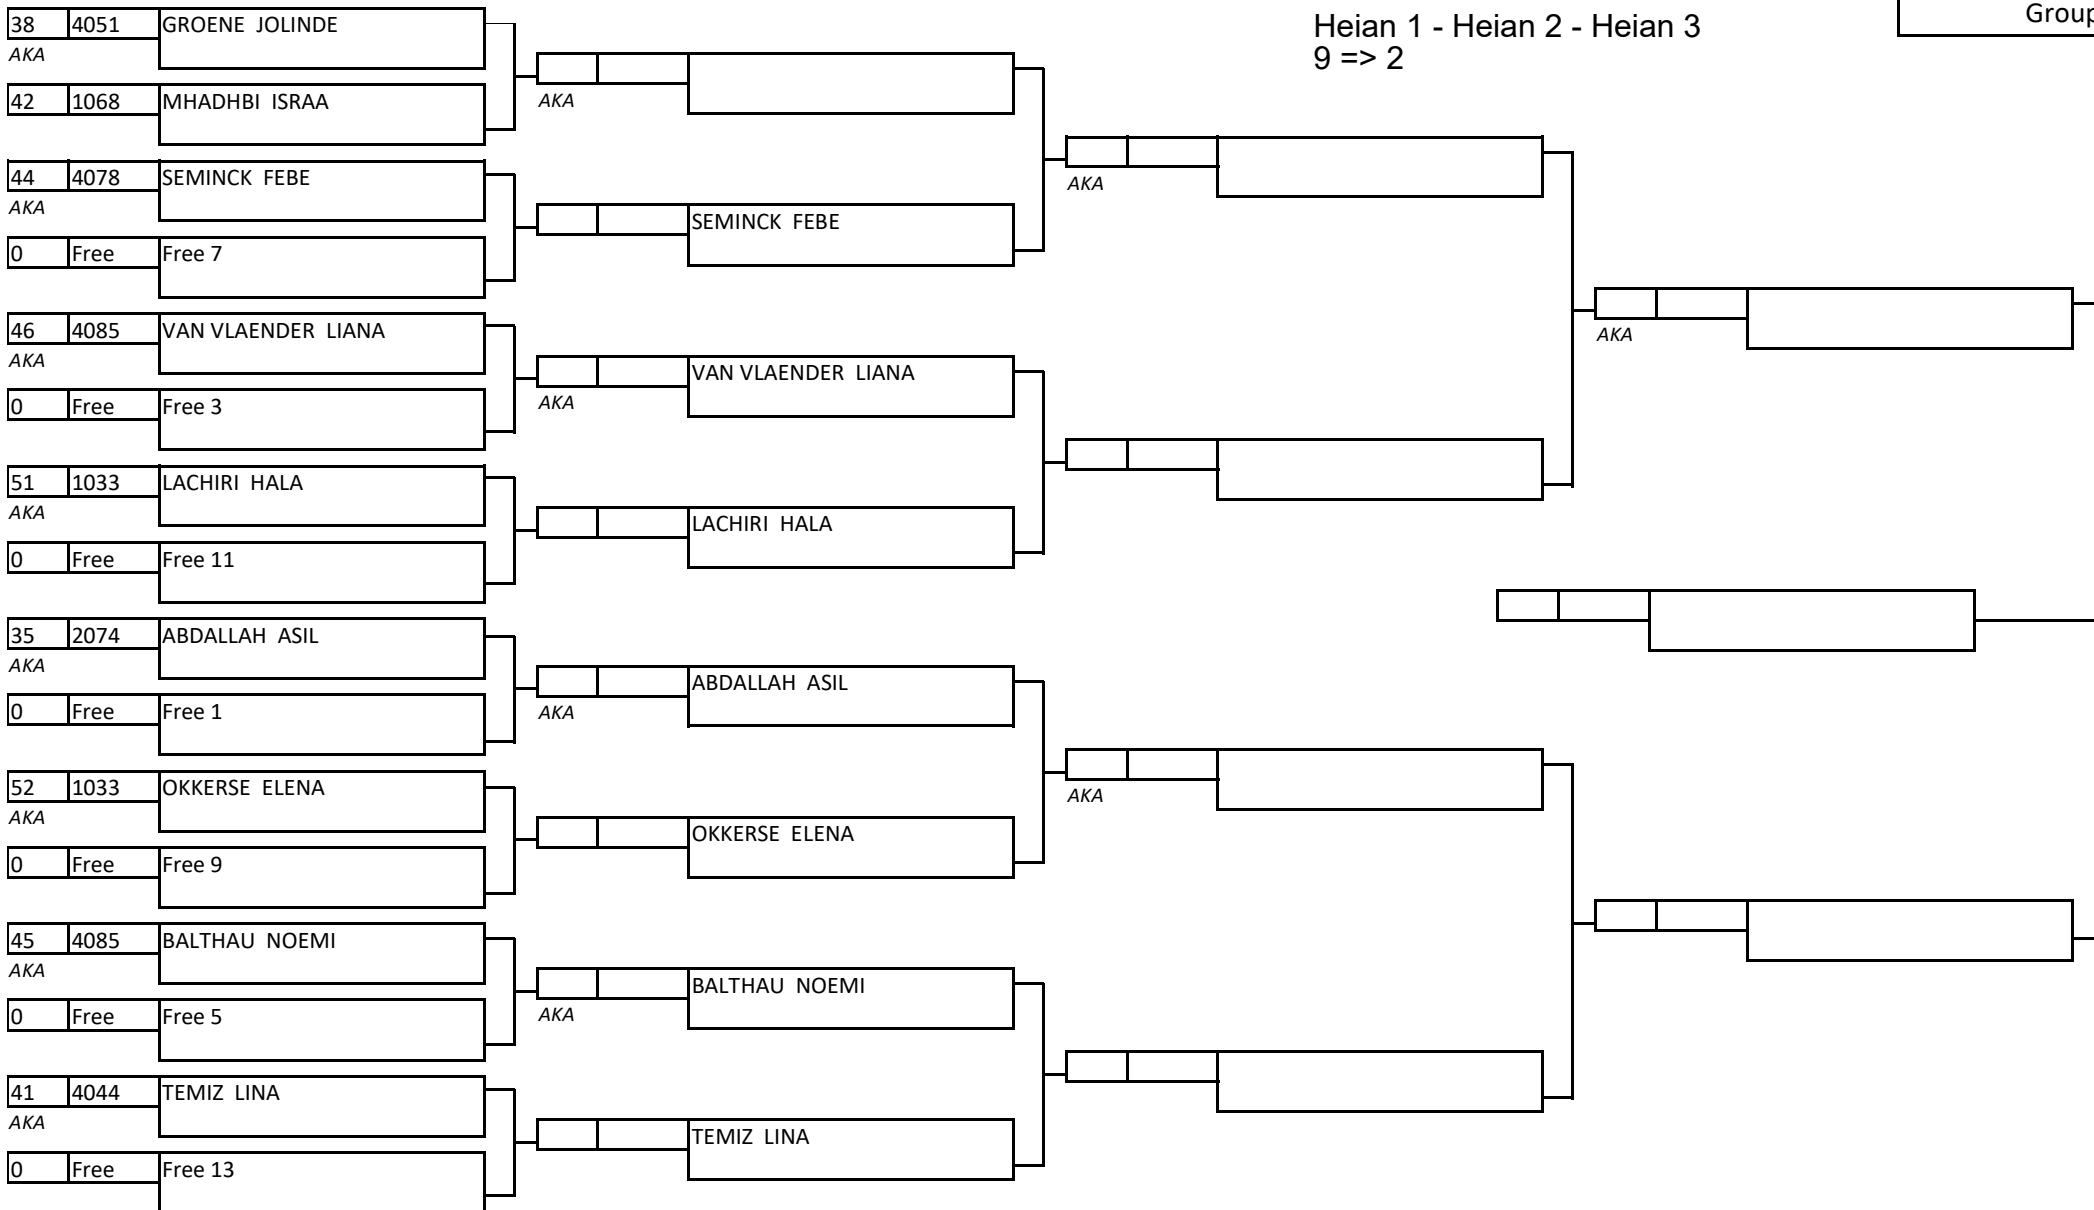 Heian 1 - Heian 2 - Heian 3
9 => 2
Group
38 4051 GROENE JOLINDE
AKA
42 1068 MHADHBI ISRAA
44 4078 SEMINCK FEBE
AKA
0 Free Free 7
46 4085 VAN VLAENDER LIANA
AKA
0 Free Free 3
51 1033 LACHIRI HALA
AKA
0 Free Free 11
35 2074 ABDALLAH ASIL
AKA
0 Free Free 1
52 1033 OKKERSE ELENA
AKA
0 Free Free 9
45 4085 BALTHAU NOEMI
AKA
0 Free Free 5
41 4044 TEMIZ LINA
AKA
0 Free Free 13
AKA
SEMINCK FEBE
VAN VLAENDER LIANA
AKA
LACHIRI HALA
ABDALLAH ASIL
AKA
OKKERSE ELENA
BALTHAU NOEMI
AKA
TEMIZ LINA
AKA
AKA
AKA